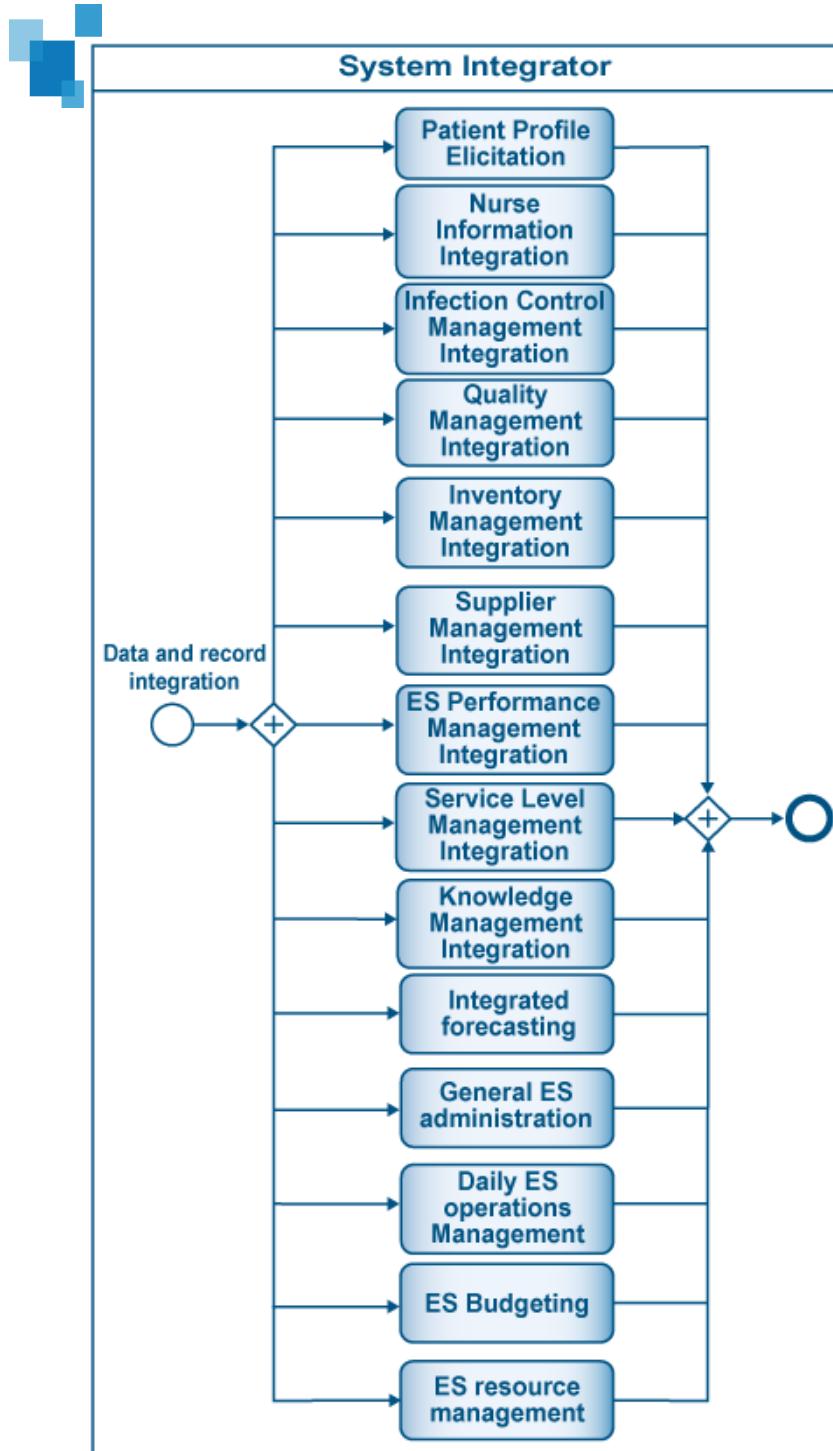 System Integrator
Patient Profile
Elicitation
Nurse
Information
Integration
Infection Control
Management
Integration
Quality
Management
Integration
Inventory
Management
Integration
Supplier
Management
Integration
Data and record
integration
ES Performance
Management
Integration
Service Level
Management
Integration
Knowledge
Management
Integration
Integrated
forecasting
General ES
administration
Daily ES
operations
Management
ES Budgeting
ES resource
management